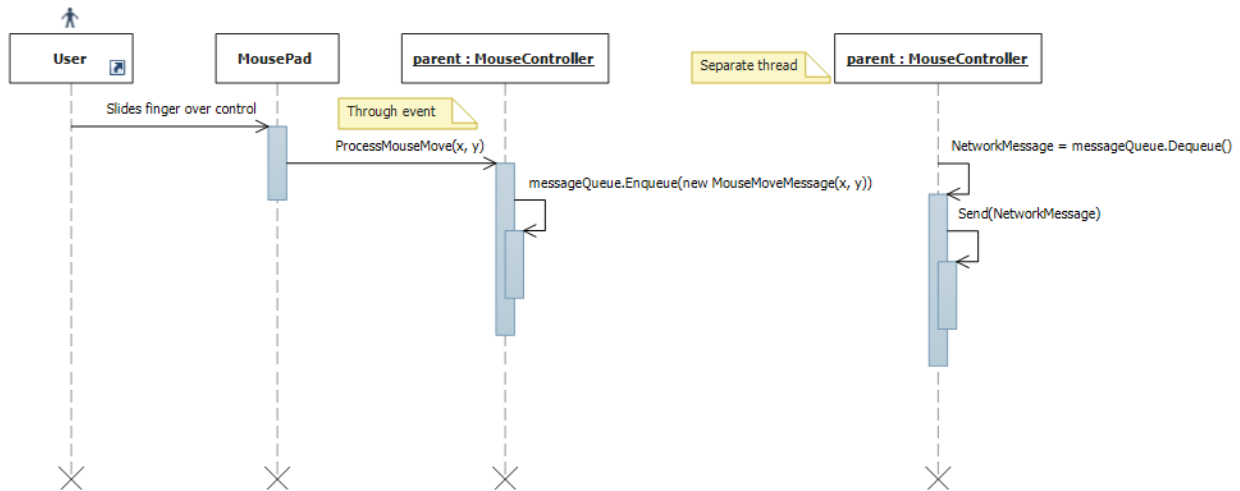 User
MousePad
parent : MouseController
Separate thread
parent : MouseController
Slides finger over control
Through event
ProcessMouseMove(x, y)
NetworkMessage = messageQueue.Dequeue()
messageQueue.Enqueue(new MouseMoveMessage(x, y))
Send(NetworkMessage)